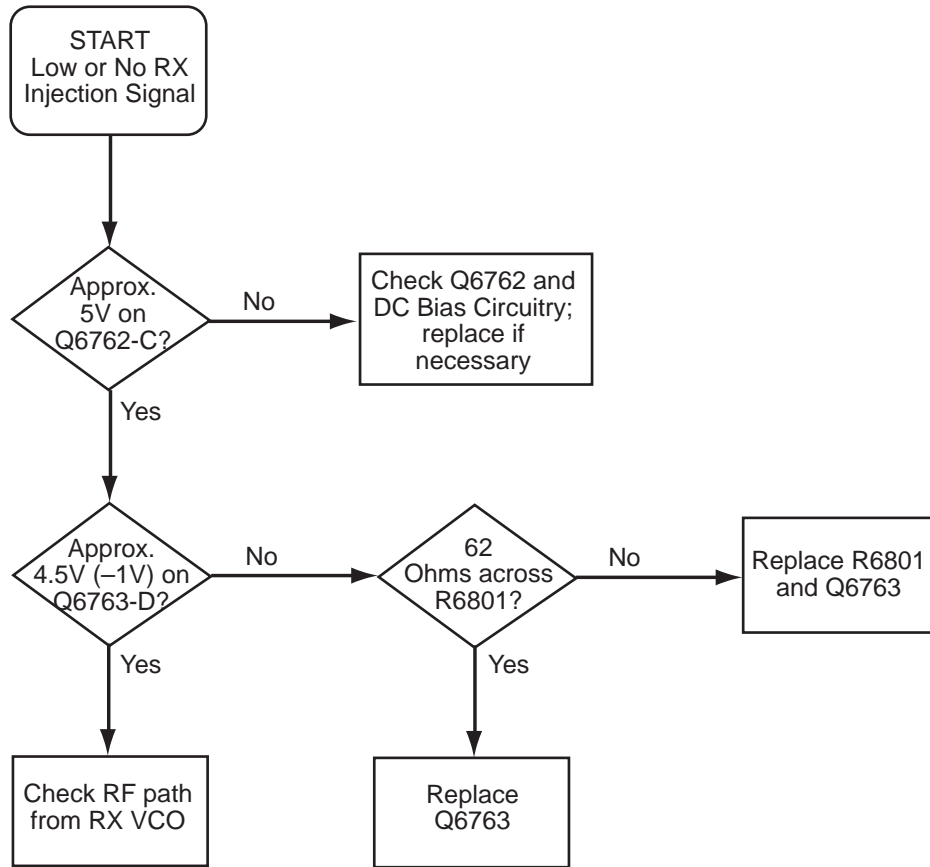 START
Low or No RX
Injection Signal
Approx.
5V on
Q6762-C?
No
Check Q6762 and
DC Bias Circuitry;
replace if
necessary
Yes
Approx.
4.5V (–1V) on
Q6763-D?
No
62
Ohms across
R6801?
No
Replace R6801
and Q6763
Yes
Yes
Check RF path
from RX VCO
Replace
Q6763